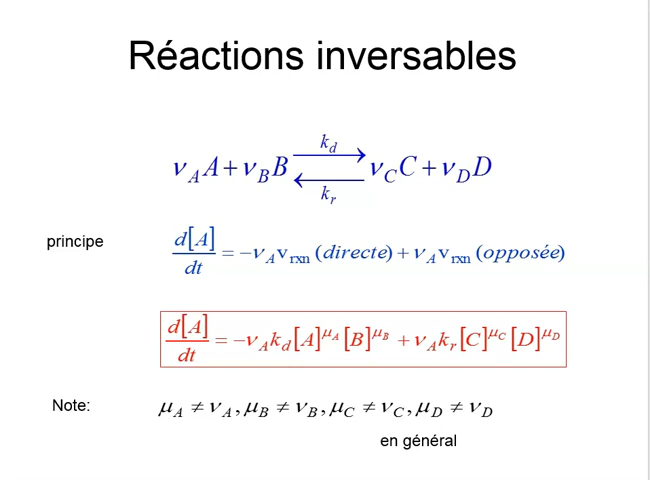 Réactions inversables
k_d
ν_A A + ν_B B ⇄ ν_C C + ν_D D
k_r
principe d[A]/dt = −ν_A v_rxn (directe) + ν_A v_rxn (opposée)
d[A]/dt = −ν_A k_d [A]^μ_A [B]^μ_B + ν_A k_r [C]^μ_C [D]^μ_D
Note: μ_A ≠ ν_A, μ_B ≠ ν_B, μ_C ≠ ν_C, μ_D ≠ ν_D
en général